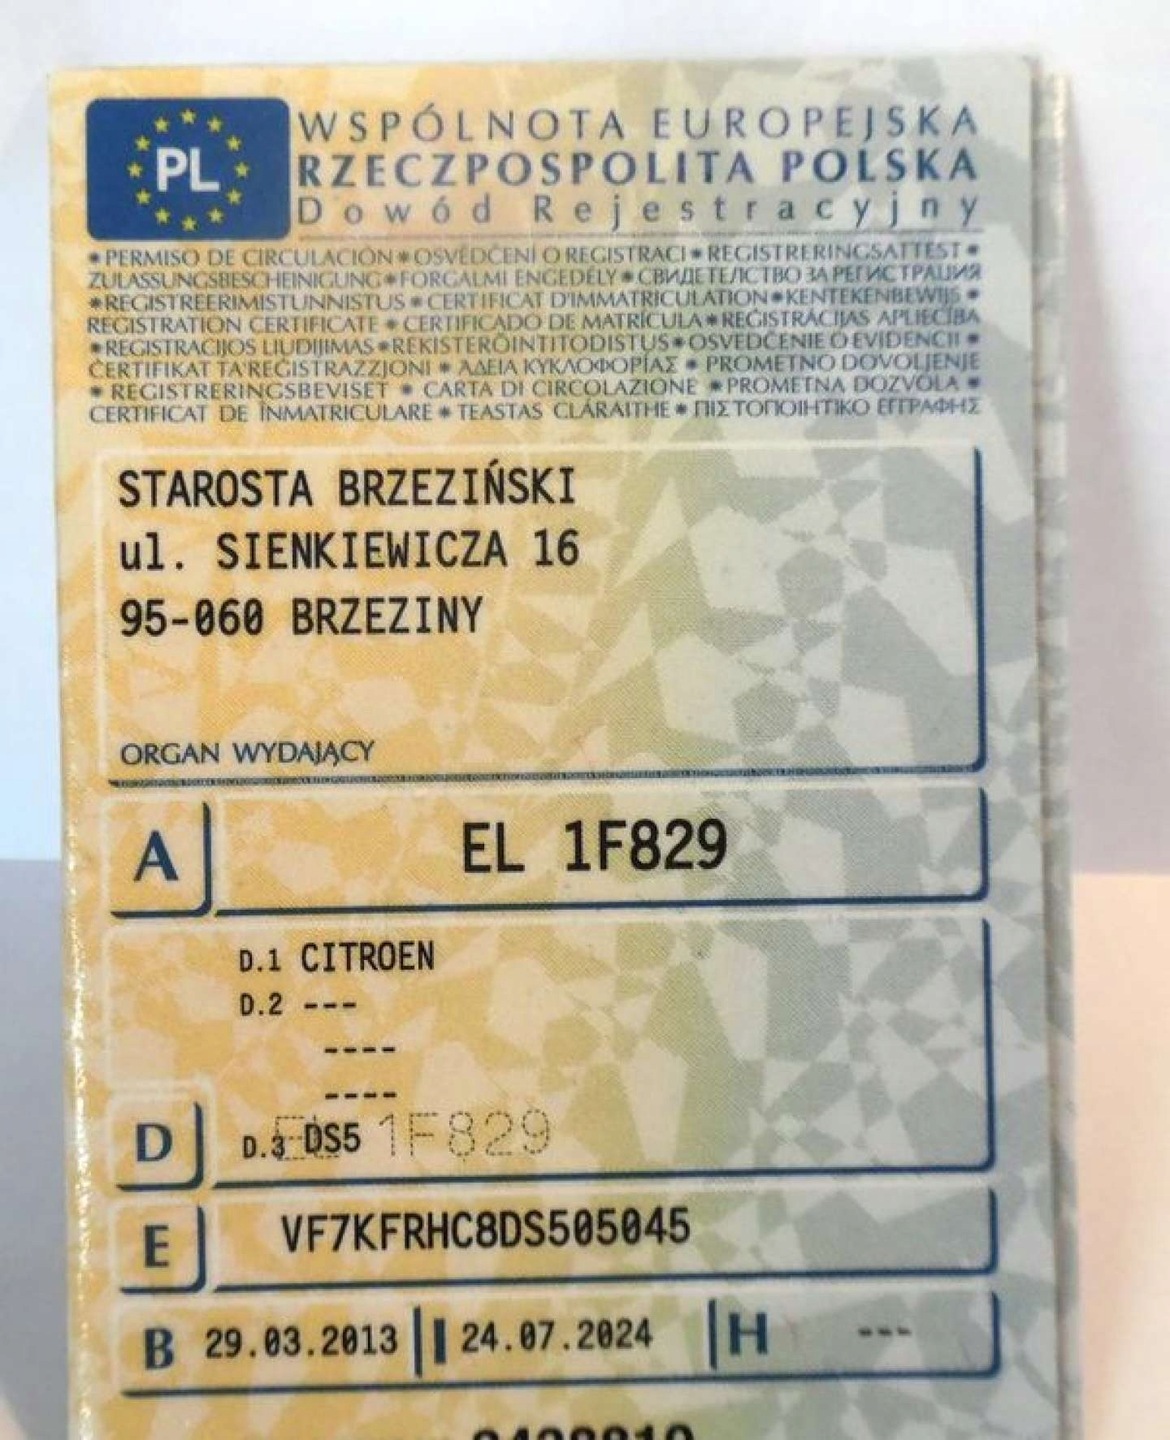 PL
WSPÓLNOTA EUROPEJSKA
RZECZPOSPOLITA POLSKA
Dowód Rejestracyjny
* PERMISO DE CIRCULACIÓN * OSVĚDČENÍ O REGISTRACI * REGISTRERINGSATTEST *
ZULASSUNGSBESCHEINIGUNG * FORGALMI ENGEDÉLY * СВИДЕТЕЛСТВО ЗА РЕГИСТРАЦИЯ
* REGISTREERIMISTUNNISTUS * CERTIFICAT D'IMMATRICULATION * KENTEKENBEWIJS *
REGISTRATION CERTIFICATE * CERTIFICADO DE MATRÍCULA * REĢISTRĀCIJAS APLIECĪBA
* REGISTRACIJOS LIUDIJIMAS * REKISTERÖINTITODISTUS * OSVEDČENIE O EVIDENCII *
ĊERTIFIKAT TA'REĠISTRAZZJONI * ΑΔΕΙΑ ΚΥΚΛΟΦΟΡΊΑΣ * PROMETNO DOVOLJENJE
* REGISTRERINGSBEVISET * CARTA DI CIRCOLAZIONE * PROMETNA DOZVOLA *
CERTIFICAT DE ÎNMATRICULARE * TEASTAS CLÁRAITHE * ΠΙΣΤΟΠΟΙΗΤΙΚΟ ΕΓΓΡΑΦΗΣ
STAROSTA BRZEZIŃSKI
ul. SIENKIEWICZA 16
95-060 BRZEZINY
ORGAN WYDAJĄCY
A EL 1F829
D.1 CITROEN
D.2 ---
----
----
D D.3 DS5
EL 1F829
E VF7KFRHC8DS505045
B 29.03.2013 I 24.07.2024 H ---